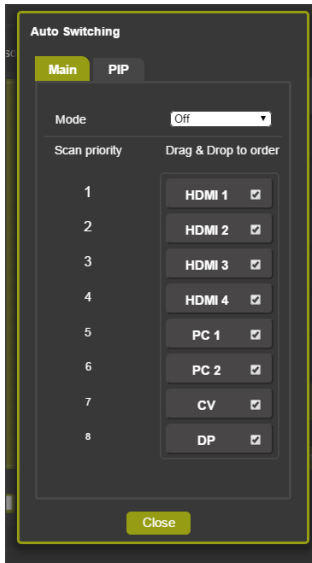 Auto Switching
Main PIP
Mode Off
Scan priority Drag & Drop to order
1 HDMI 1
2 HDMI 2
3 HDMI 3
4 HDMI 4
5 PC 1
6 PC 2
7 CV
8 DP
Close